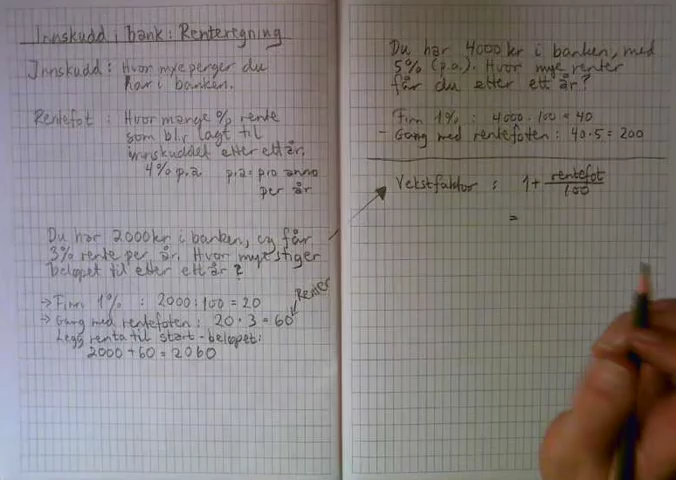 Innskudd i bank: Renteregning
Innskudd: Hvor mye penger du
har i banken.
Rentefot: Hvor mange % rente
som blir lagt til
innskuddet etter ett år.
4% p.a p.a = pro anno
per år
Du har 2000kr i banken, og får
3% rente per år. Hvor mye stiger
beløpet til etter ett år?
→ Finn 1% : 2000:100 = 20
→ Gang med rentefoten: 20·3 = 60
Renter
Legg renta til start-beløpet:
2000+60 = 2060
Du har 4000kr i banken, med
5% (p.a.). Hvor mye renter
får du etter ett år?
Finn 1% : 4000:100 = 40
- Gang med rentefoten: 40·5 = 200
Vekstfaktor : 1 + rentefot/100
=